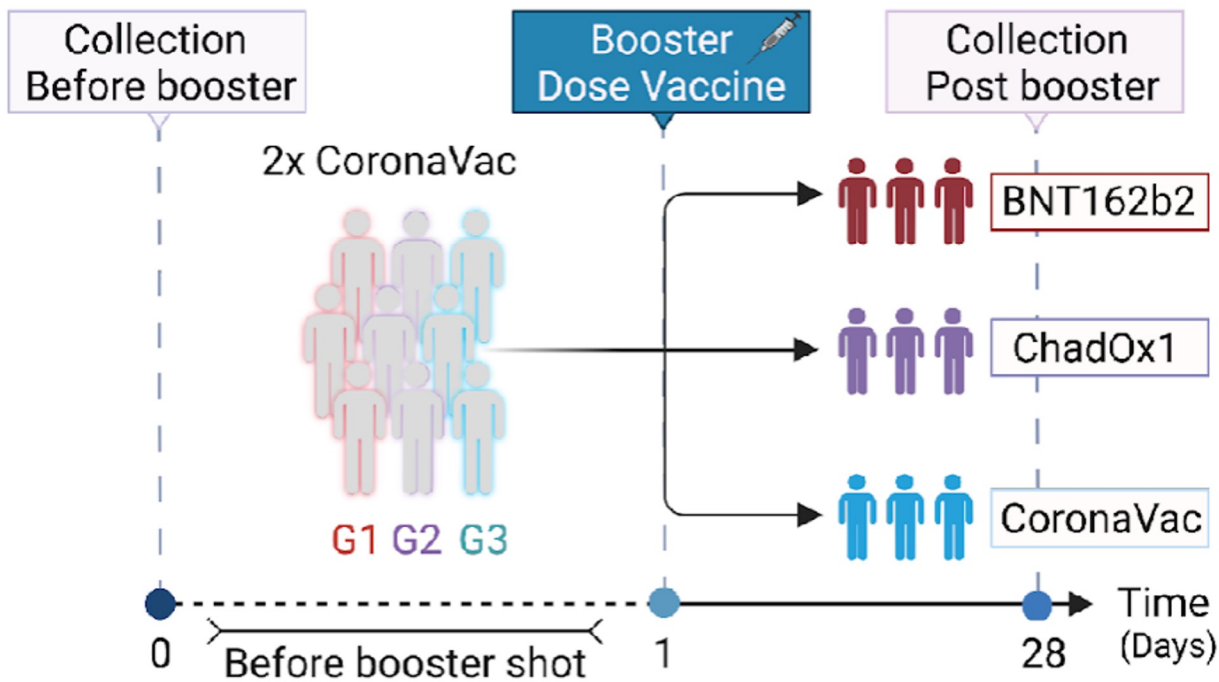 Collection
Before booster
Booster
Dose Vaccine
Collection
Post booster
2x CoronaVac
BNT162b2
ChadOx1
CoronaVac
G1 G2 G3
0
Before booster shot
1
28
Time
(Days)